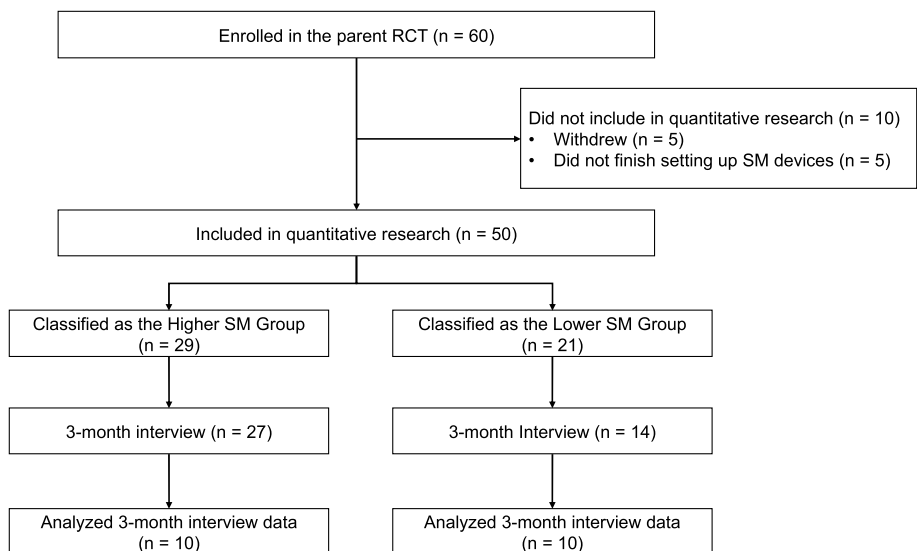 Enrolled in the parent RCT (n = 60)
Did not include in quantitative research (n = 10)
• Withdrew (n = 5)
• Did not finish setting up SM devices (n = 5)
Included in quantitative research (n = 50)
Classified as the Higher SM Group
(n = 29)
Classified as the Lower SM Group
(n = 21)
3-month interview (n = 27)
3-month Interview (n = 14)
Analyzed 3-month interview data
(n = 10)
Analyzed 3-month interview data
(n = 10)